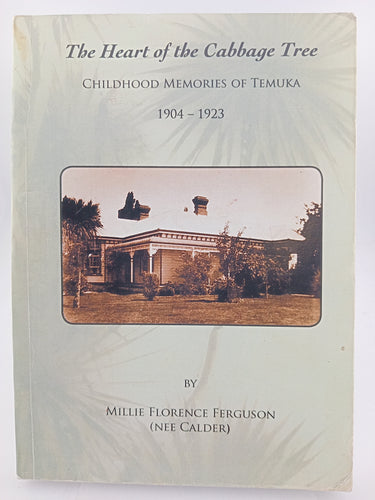 The Heart of the Cabbage Tree
CHILDHOOD MEMORIES OF TEMUKA
1904 – 1923
BY
MILLIE FLORENCE FERGUSON
(NEE CALDER)